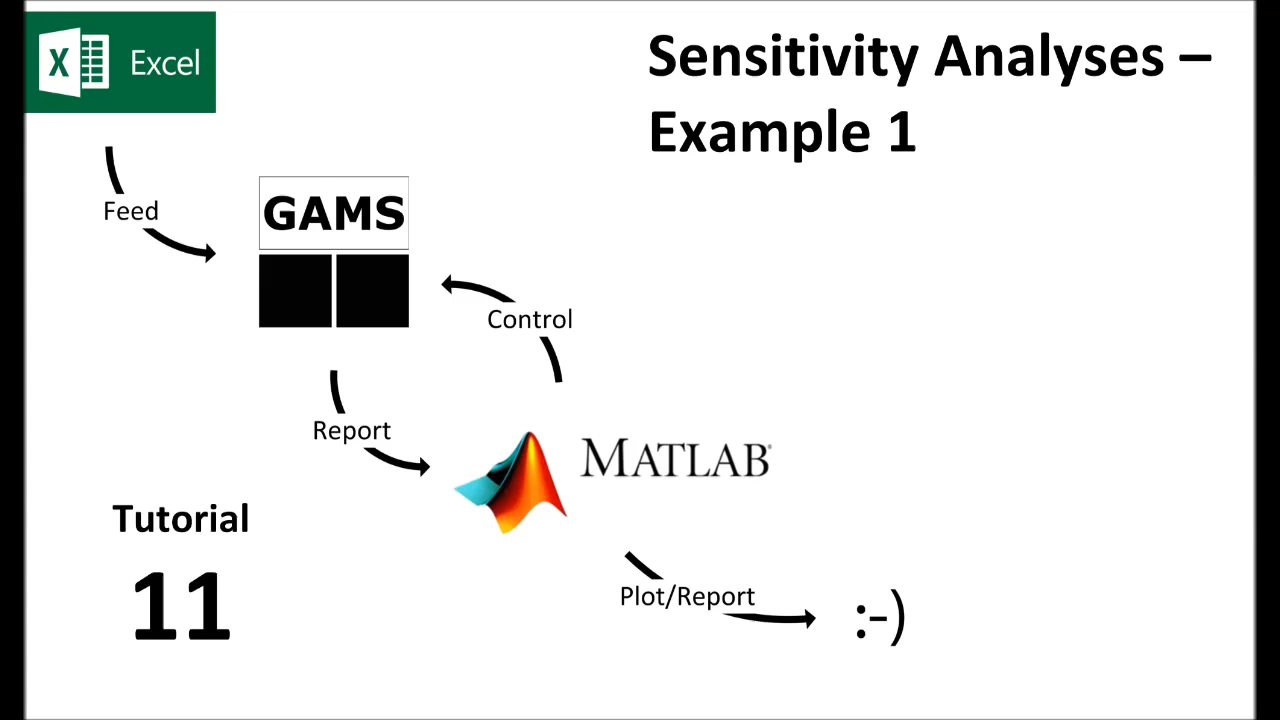 X Excel
Sensitivity Analyses –
Example 1
Feed
GAMS
Control
Report
MATLAB®
Tutorial
11
Plot/Report
:-)